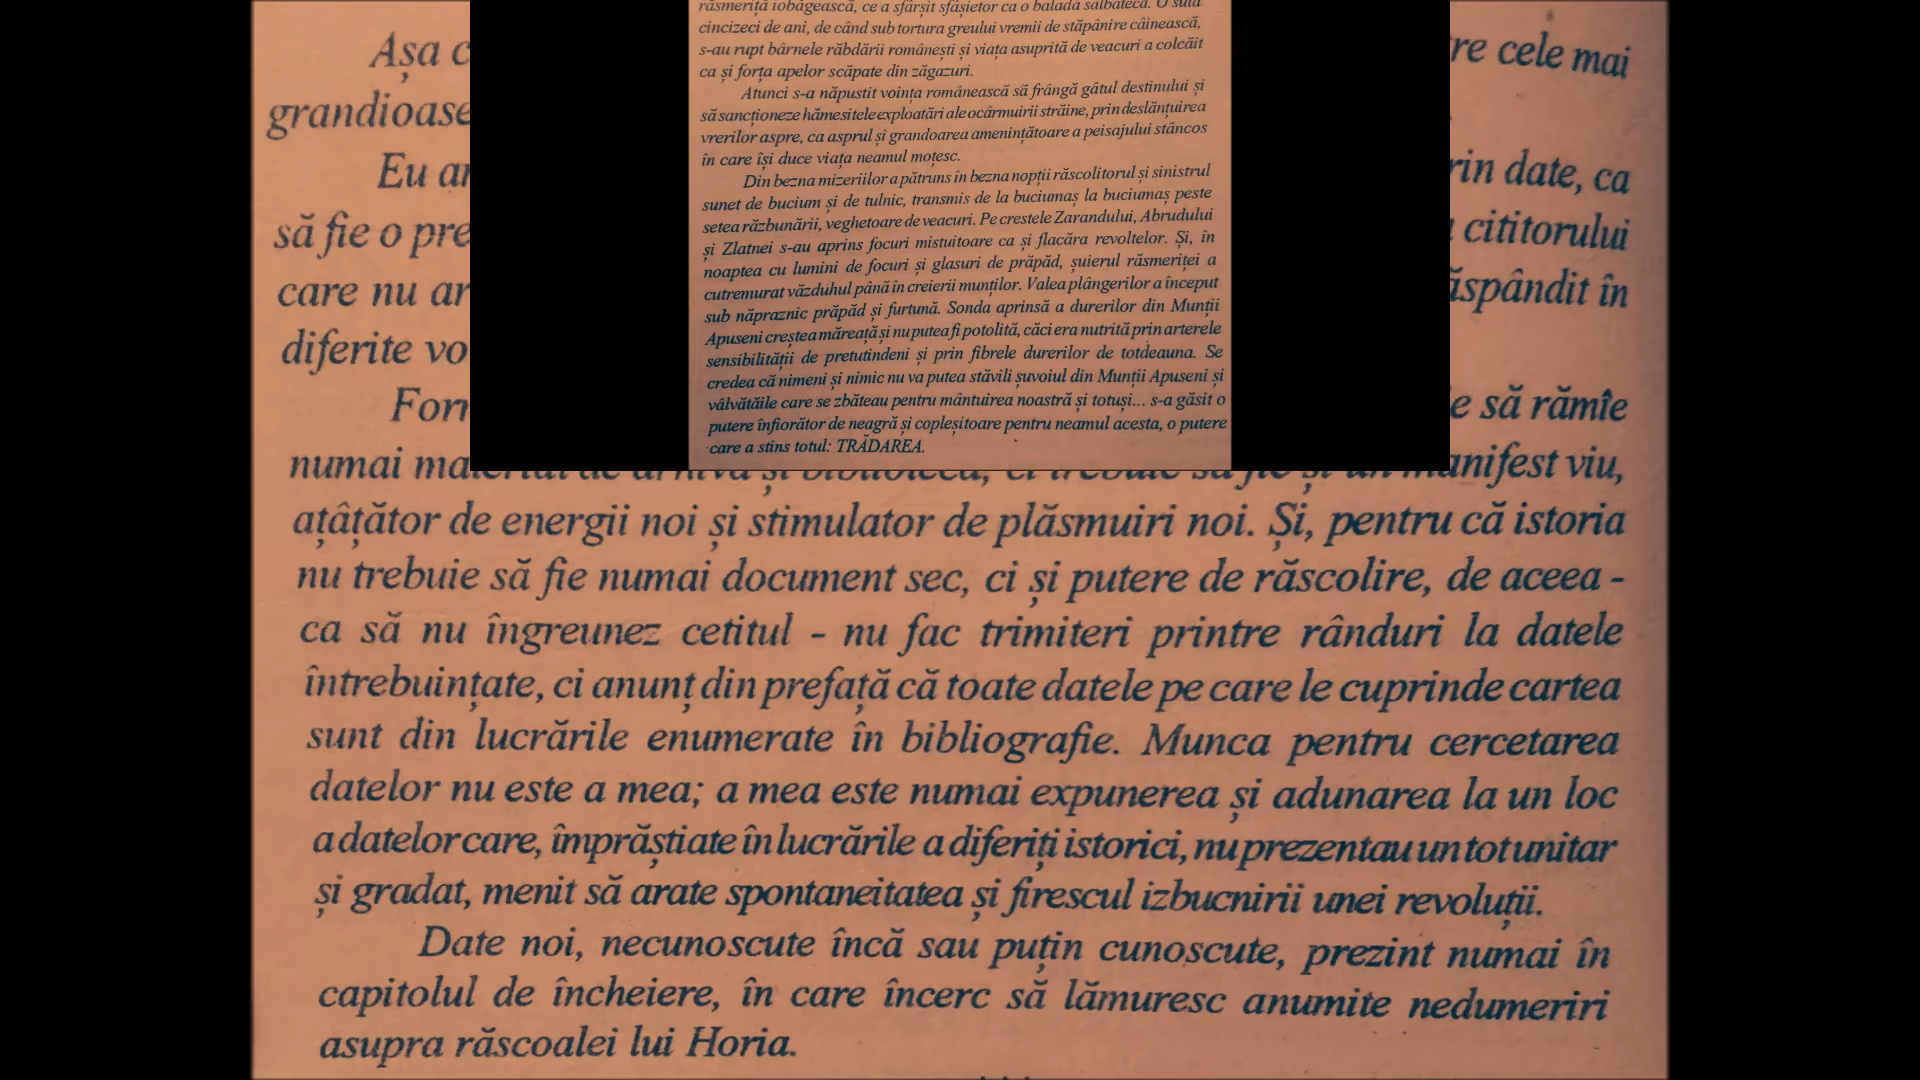 răsmeriță iobăgească, ce a sfârșit sfâșietor ca o baladă sălbatecă. O sută
cincizeci de ani, de când sub tortura greului vremii de stăpânire câinească,
s-au rupt bârnele răbdării românești și viața asuprită de veacuri a colcăit
ca și forța apelor scăpate din zăgazuri.
Atunci s-a năpustit voința românească să frângă gâtul destinului și
să sancționeze hămesitele exploatări ale ocârmuirii străine, prin deslănțuirea
vrerilor aspre, ca asprul și grandoarea amenințătoare a peisajului stâncos
în care își duce viața neamul moțesc.
Din bezna mizeriilor a pătruns în bezna nopții răscolitorul și sinistrul
sunet de bucium și de tulnic, transmis de la buciumaș la buciumaș peste
setea răzbunării, veghetoare de veacuri. Pe crestele Zarandului, Abrudului
și Zlatnei s-au aprins focuri mistuitoare ca și flacăra revoltelor. Și, în
noaptea cu lumini de focuri și glasuri de prăpăd, șuierul răsmeriței a
cutremurat văzduhul până în creierii munților. Valea plângerilor a început
sub năpraznic prăpăd și furtună. Sonda aprinsă a durerilor din Munții
Apuseni creștea măreață și nu putea fi potolită, căci era nutrită prin arterele
sensibilității de pretutindeni și prin fibrele durerilor de totdeauna. Se
credea că nimeni și nimic nu va putea stăvili șuvoiul din Munții Apuseni și
vâlvătăile care se zbăteau pentru mântuirea noastră și totuși... s-a găsit o
putere înfiorător de neagră și copleșitoare pentru neamul acesta, o putere
care a stins totul: TRĂDAREA.
Așa re cele mai
grandioase
Eu rin date, ca
să fie o cititorului
care nu în
diferite
să rămîe
numai material de arhivă și bibliotecă, ci trebuie să fie și un manifest viu,
ațâțător de energii noi și stimulator de plăsmuiri noi. Și, pentru că istoria
nu trebuie să fie numai document sec, ci și putere de răscolire, de aceea -
ca să nu îngreunez cetitul - nu fac trimiteri printre rânduri la datele
întrebuințate, ci anunț din prefață că toate datele pe care le cuprinde cartea
sunt din lucrările enumerate în bibliografie. Munca pentru cercetarea
datelor nu este a mea; a mea este numai expunerea și adunarea la un loc
a datelor care, împrăștiate în lucrările a diferiți istorici, nu prezentau un tot unitar
și gradat, menit să arate spontaneitatea și firescul izbucnirii unei revoluții.
Date noi, necunoscute încă sau puțin cunoscute, prezint numai în
capitolul de încheiere, în care încerc să lămuresc anumite nedumeriri
asupra răscoalei lui Horia.